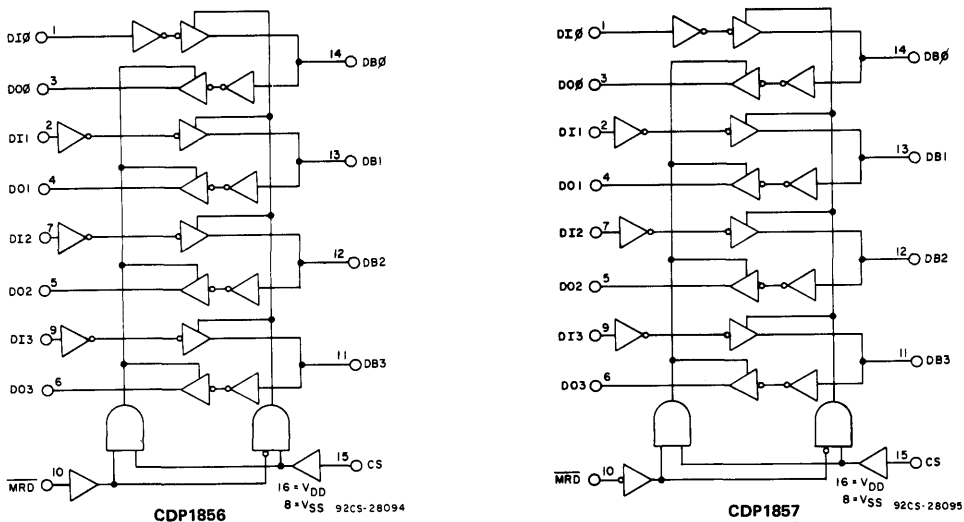 DIØ 1
14 DBØ
DOØ 3
DI1 2
13 DB1
DO1 4
DI2 7
12 DB2
DO2 5
DI3 9
11 DB3
DO3 6
15 CS
MRD 10
16 = VDD
8 = VSS 92CS-28094
CDP1856
DIØ 1
14 DBØ
DOØ 3
DI1 2
13 DB1
DO1 4
DI2 7
12 DB2
DO2 5
DI3 9
11 DB3
DO3 6
15 CS
MRD 10
16 = VDD
8 = VSS 92CS-28095
CDP1857